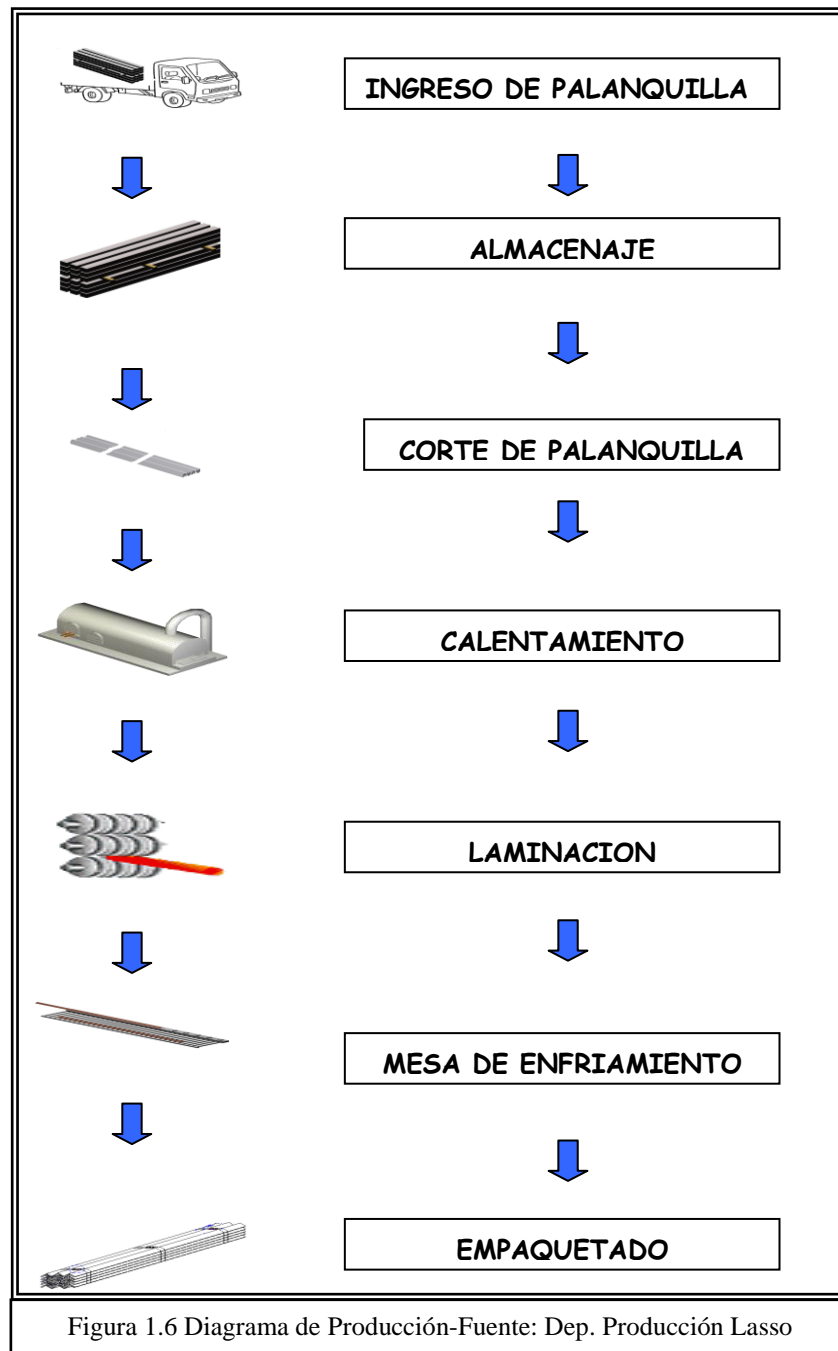 INGRESO DE PALANQUILLA
ALMACENAJE
CORTE DE PALANQUILLA
CALENTAMIENTO
LAMINACION
MESA DE ENFRIAMIENTO
EMPAQUETADO
Figura 1.6 Diagrama de Producción-Fuente: Dep. Producción Lasso